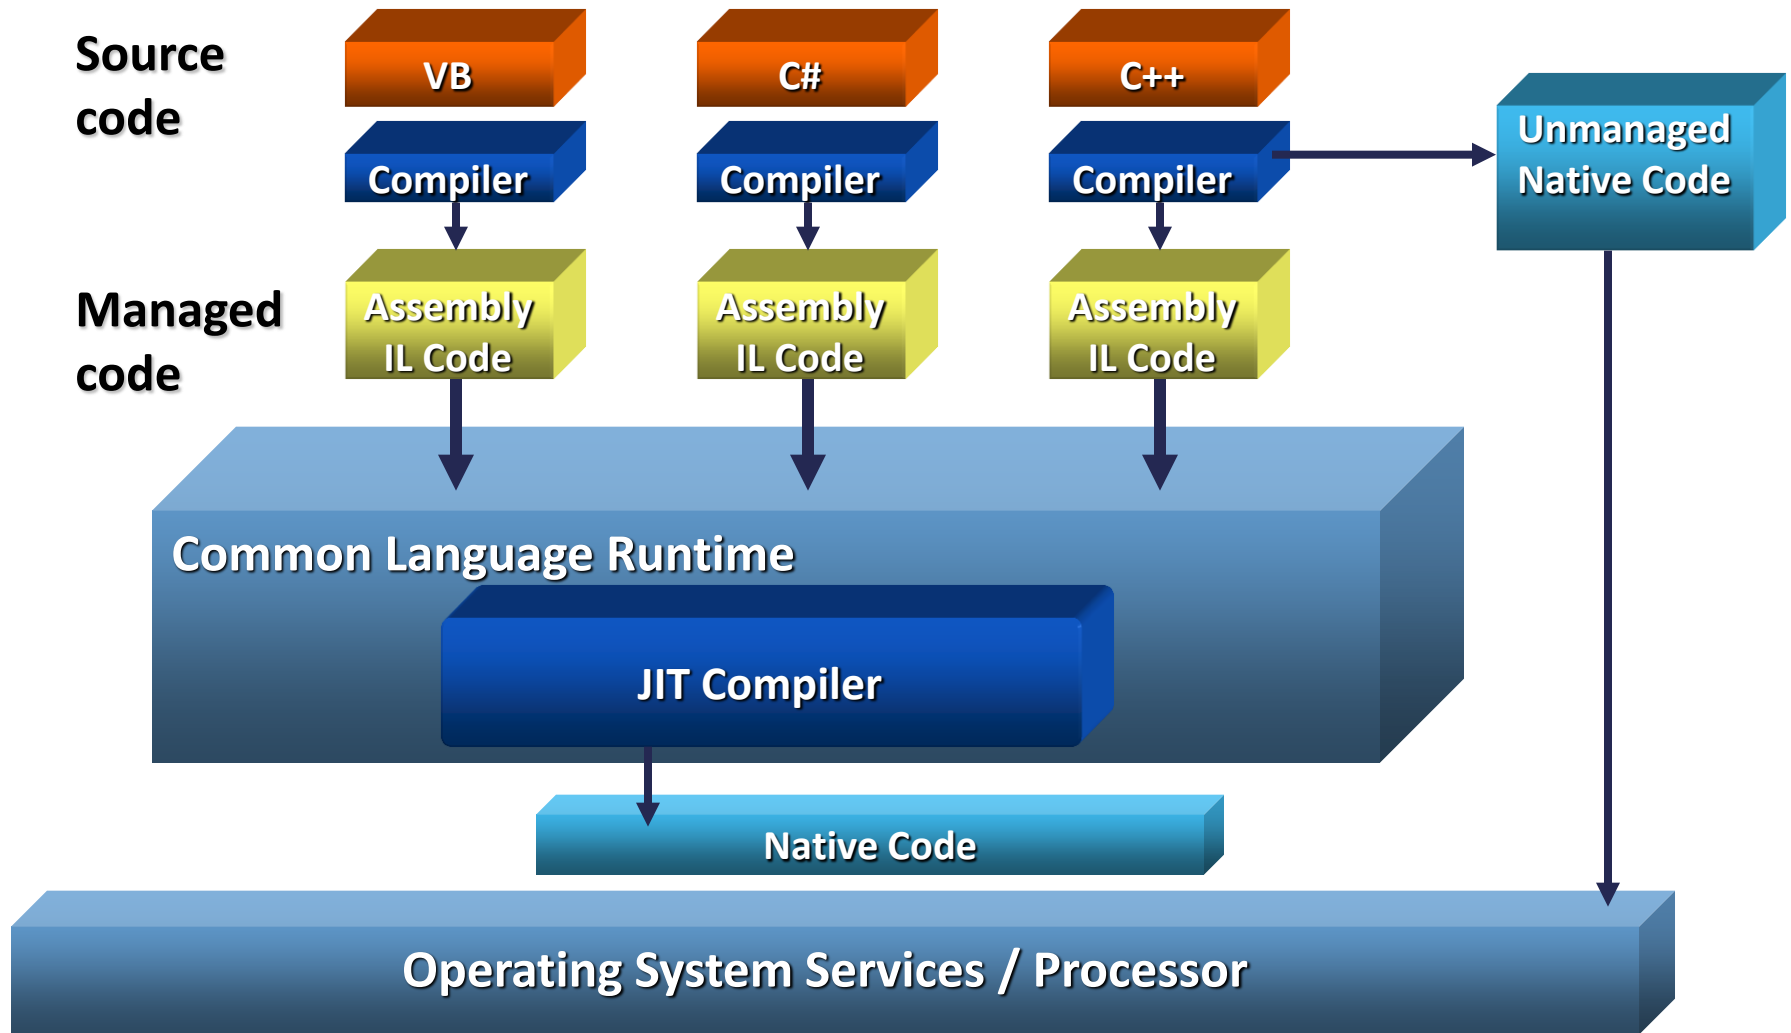 Source
code
VB
C#
C++
Compiler
Compiler
Compiler
Unmanaged
Native Code
Managed
code
Assembly
IL Code
Assembly
IL Code
Assembly
IL Code
Common Language Runtime
JIT Compiler
Native Code
Operating System Services / Processor